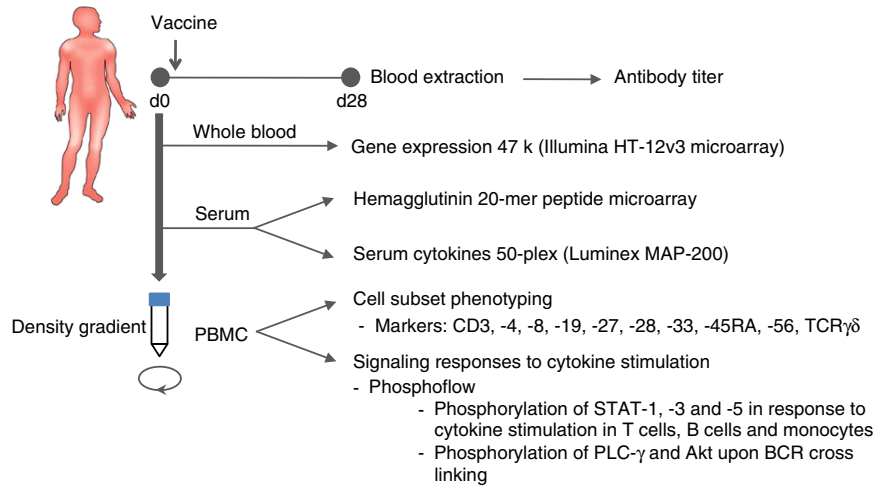 Vaccine
d0
d28
Blood extraction
Antibody titer
Whole blood
Gene expression 47 k (Illumina HT-12v3 microarray)
Serum
Hemagglutinin 20-mer peptide microarray
Serum cytokines 50-plex (Luminex MAP-200)
Density gradient
PBMC
Cell subset phenotyping
- Markers: CD3, -4, -8, -19, -27, -28, -33, -45RA, -56, TCRγδ
Signaling responses to cytokine stimulation
- Phosphoflow
- Phosphorylation of STAT-1, -3 and -5 in response to
cytokine stimulation in T cells, B cells and monocytes
- Phosphorylation of PLC-γ and Akt upon BCR cross
linking